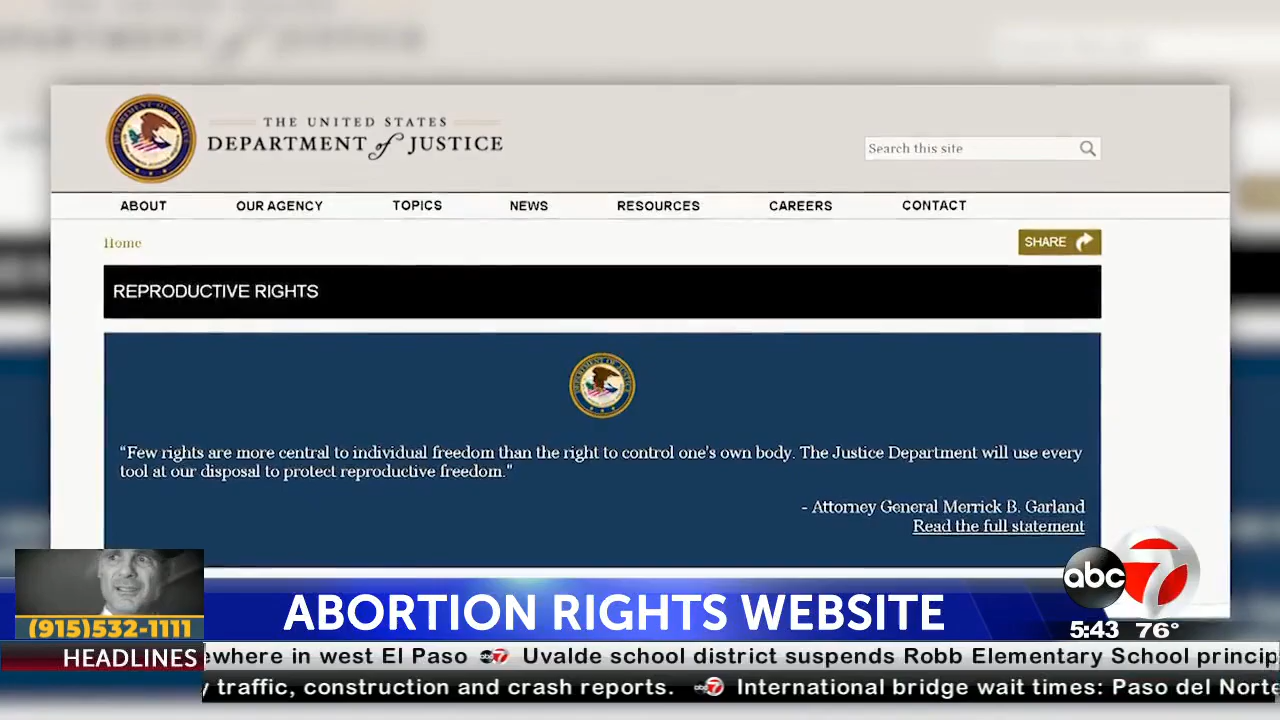 THE UNITED STATES
DEPARTMENT of JUSTICE
Search this site
ABOUT OUR AGENCY TOPICS NEWS RESOURCES CAREERS CONTACT
Home
SHARE
REPRODUCTIVE RIGHTS
“Few rights are more central to individual freedom than the right to control one's own body. The Justice Department will use every
tool at our disposal to protect reproductive freedom."
- Attorney General Merrick B. Garland
Read the full statement
abc 7
(915)532-1111
ABORTION RIGHTS WEBSITE
5:43 76°
HEADLINES ewhere in west El Paso abc7 Uvalde school district suspends Robb Elementary School princip
y traffic, construction and crash reports. abc7 International bridge wait times: Paso del Norte